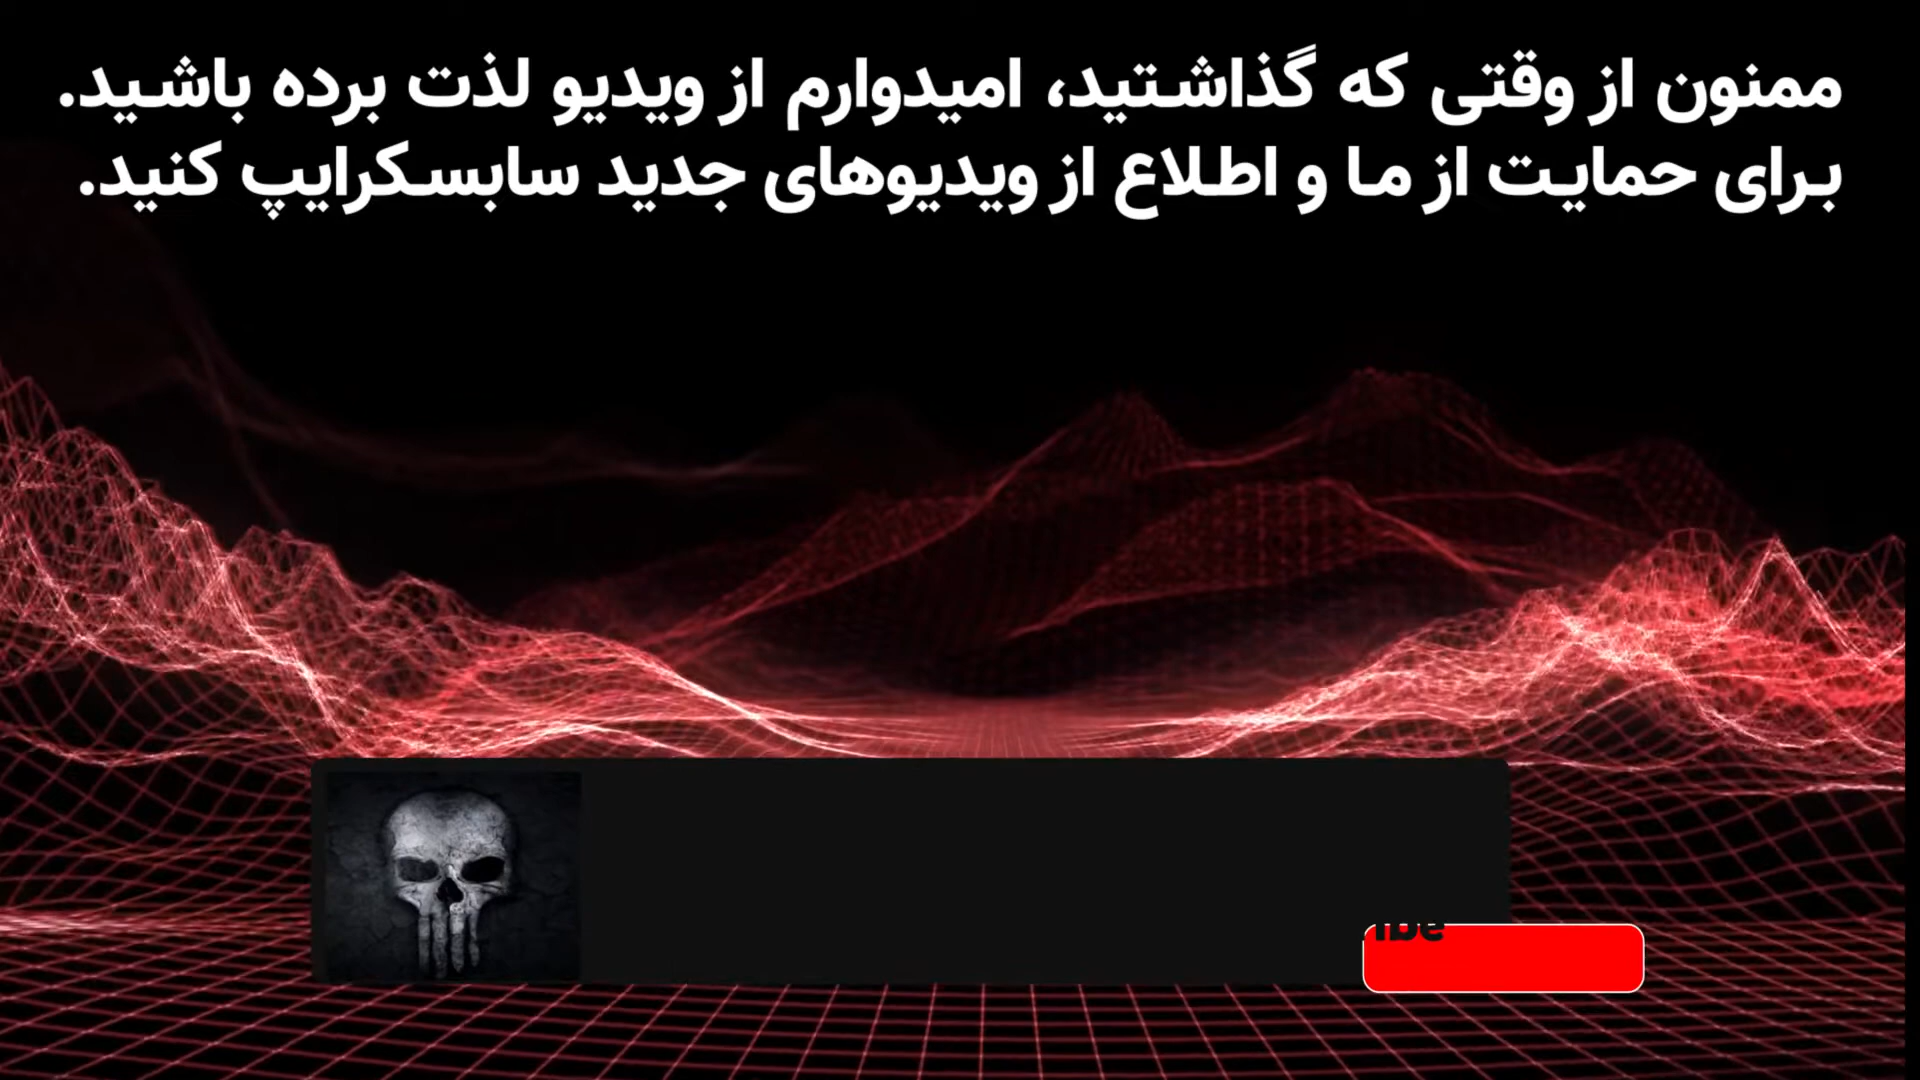 ممنون از وقتی که گذاشتید، امیدوارم از ویدیو لذت برده باشید.
برای حمایت از ما و اطلاع از ویدیوهای جدید سابسکرایپ کنید.